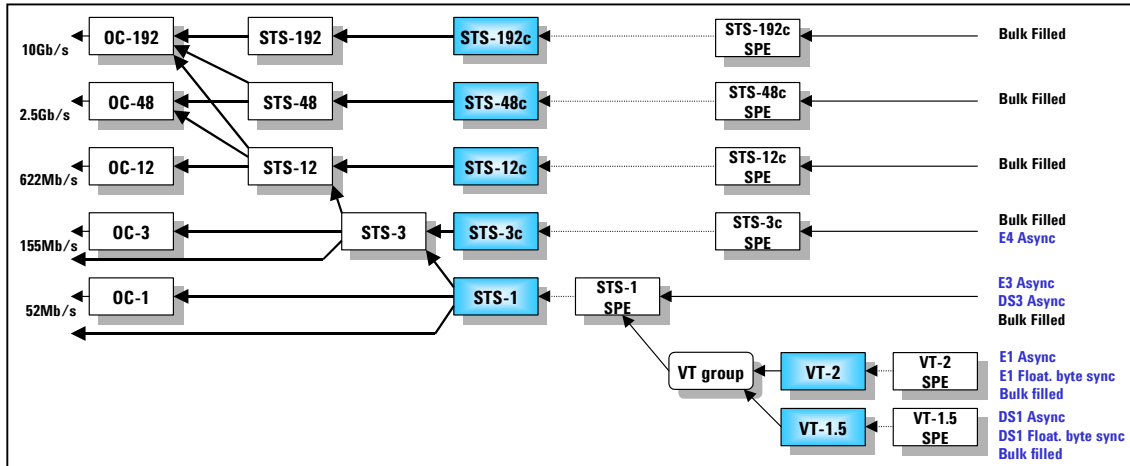 OC-192
STS-192
STS-192c
STS-192c
SPE
Bulk Filled
10Gb/s
OC-48
STS-48
STS-48c
STS-48c
SPE
Bulk Filled
2.5Gb/s
OC-12
STS-12
STS-12c
STS-12c
SPE
Bulk Filled
622Mb/s
OC-3
STS-3
STS-3c
STS-3c
SPE
Bulk Filled
E4 Async
155Mb/s
OC-1
STS-1
STS-1
SPE
E3 Async
DS3 Async
Bulk Filled
52Mb/s
VT group
VT-2
VT-2
SPE
E1 Async
E1 Float. byte sync
Bulk filled
VT-1.5
VT-1.5
SPE
DS1 Async
DS1 Float. byte sync
Bulk filled